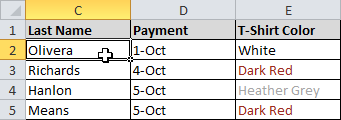 C D E
1 Last Name Payment T-Shirt Color
2 Olivera 1-Oct White
3 Richards 4-Oct Dark Red
4 Hanlon 5-Oct Heather Grey
5 Means 5-Oct Dark Red